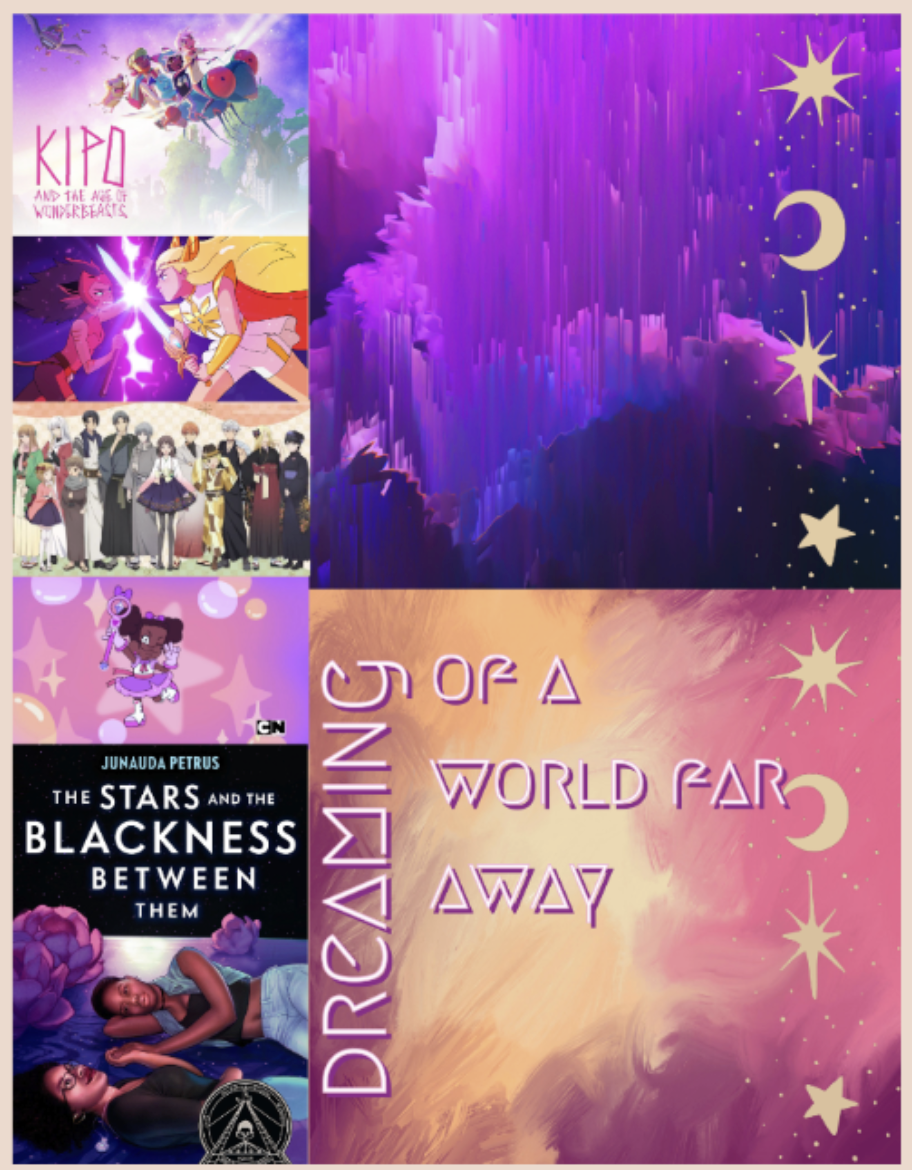 KIPO
AND THE AGE OF
WONDERBEASTS
CN
JUNAUDA PETRUS
THE STARS AND THE
BLACKNESS
BETWEEN
THEM
DREAMING
OF A
WORLD FAR
AWAY